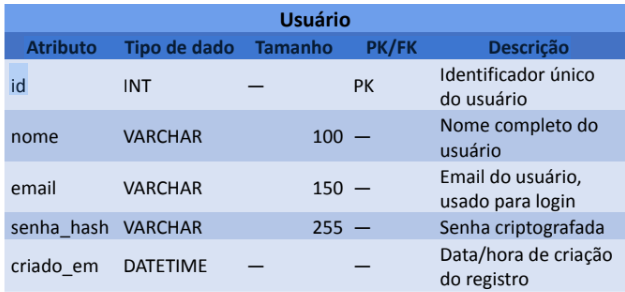 Usuário
Atributo Tipo de dado Tamanho PK/FK Descrição
id INT — PK Identificador único
do usuário
nome VARCHAR 100 — Nome completo do
usuário
email VARCHAR 150 — Email do usuário,
usado para login
senha_hash VARCHAR 255 — Senha criptografada
criado_em DATETIME — — Data/hora de criação
do registro